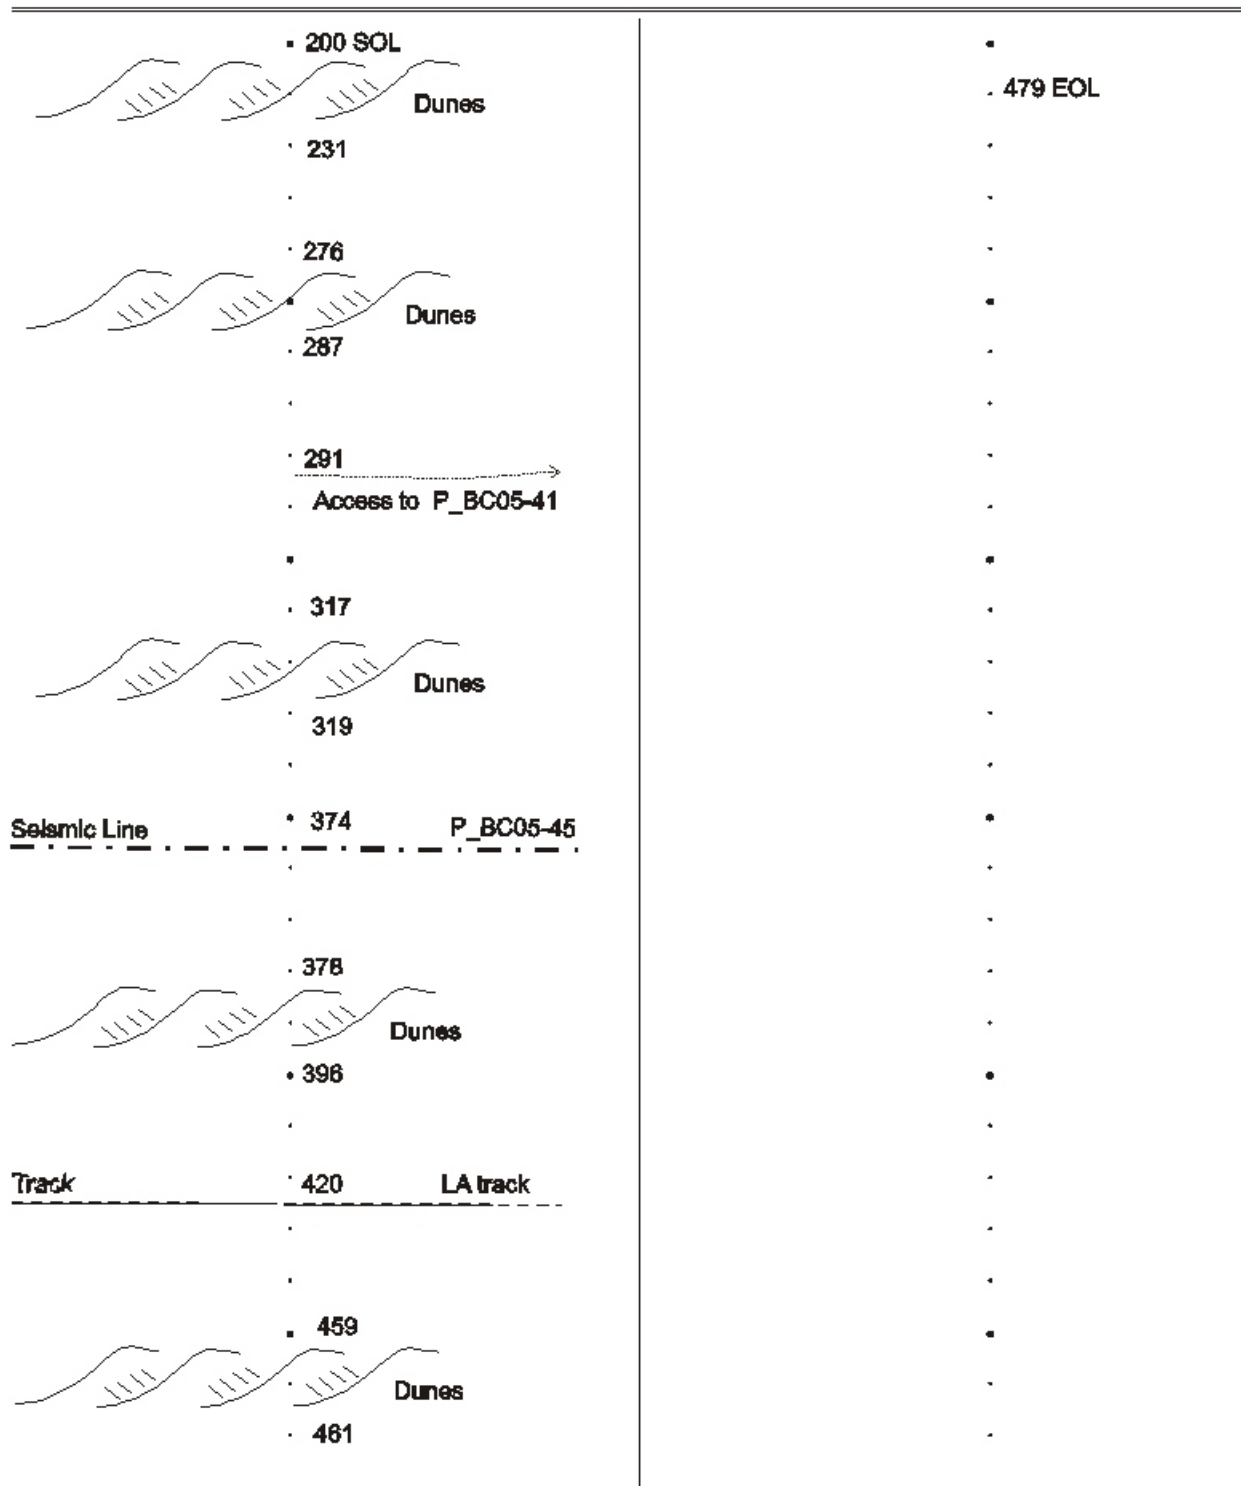 200 SOL
Dunes
231
276
Dunes
287
291
Access to P_BC05-41
317
Dunes
319
Seismic Line 374 P_BC05-45
378
Dunes
396
Track 420 LA track
459
Dunes
461
479 EOL